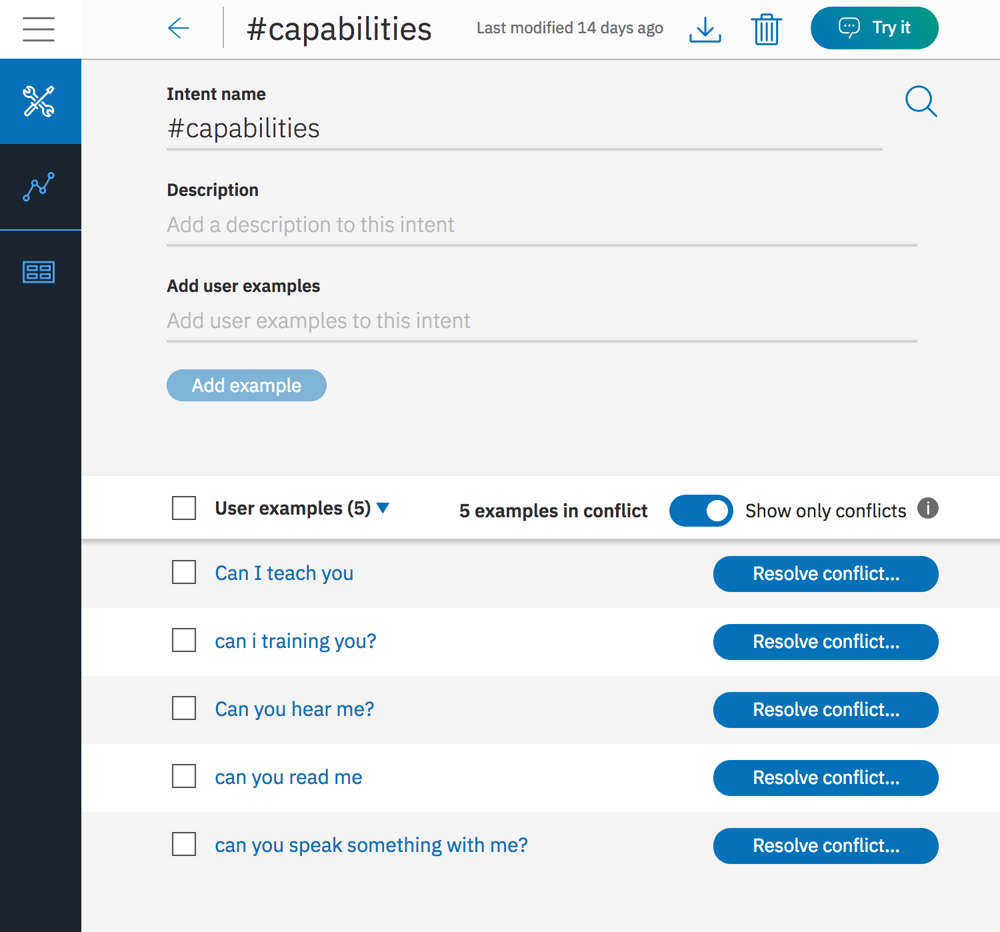 #capabilities
Last modified 14 days ago
Try it
Intent name
#capabilities
Description
Add a description to this intent
Add user examples
Add user examples to this intent
Add example
User examples (5)
5 examples in conflict
Show only conflicts
Can I teach you
Resolve conflict...
can i training you?
Resolve conflict...
Can you hear me?
Resolve conflict...
can you read me
Resolve conflict...
can you speak something with me?
Resolve conflict...